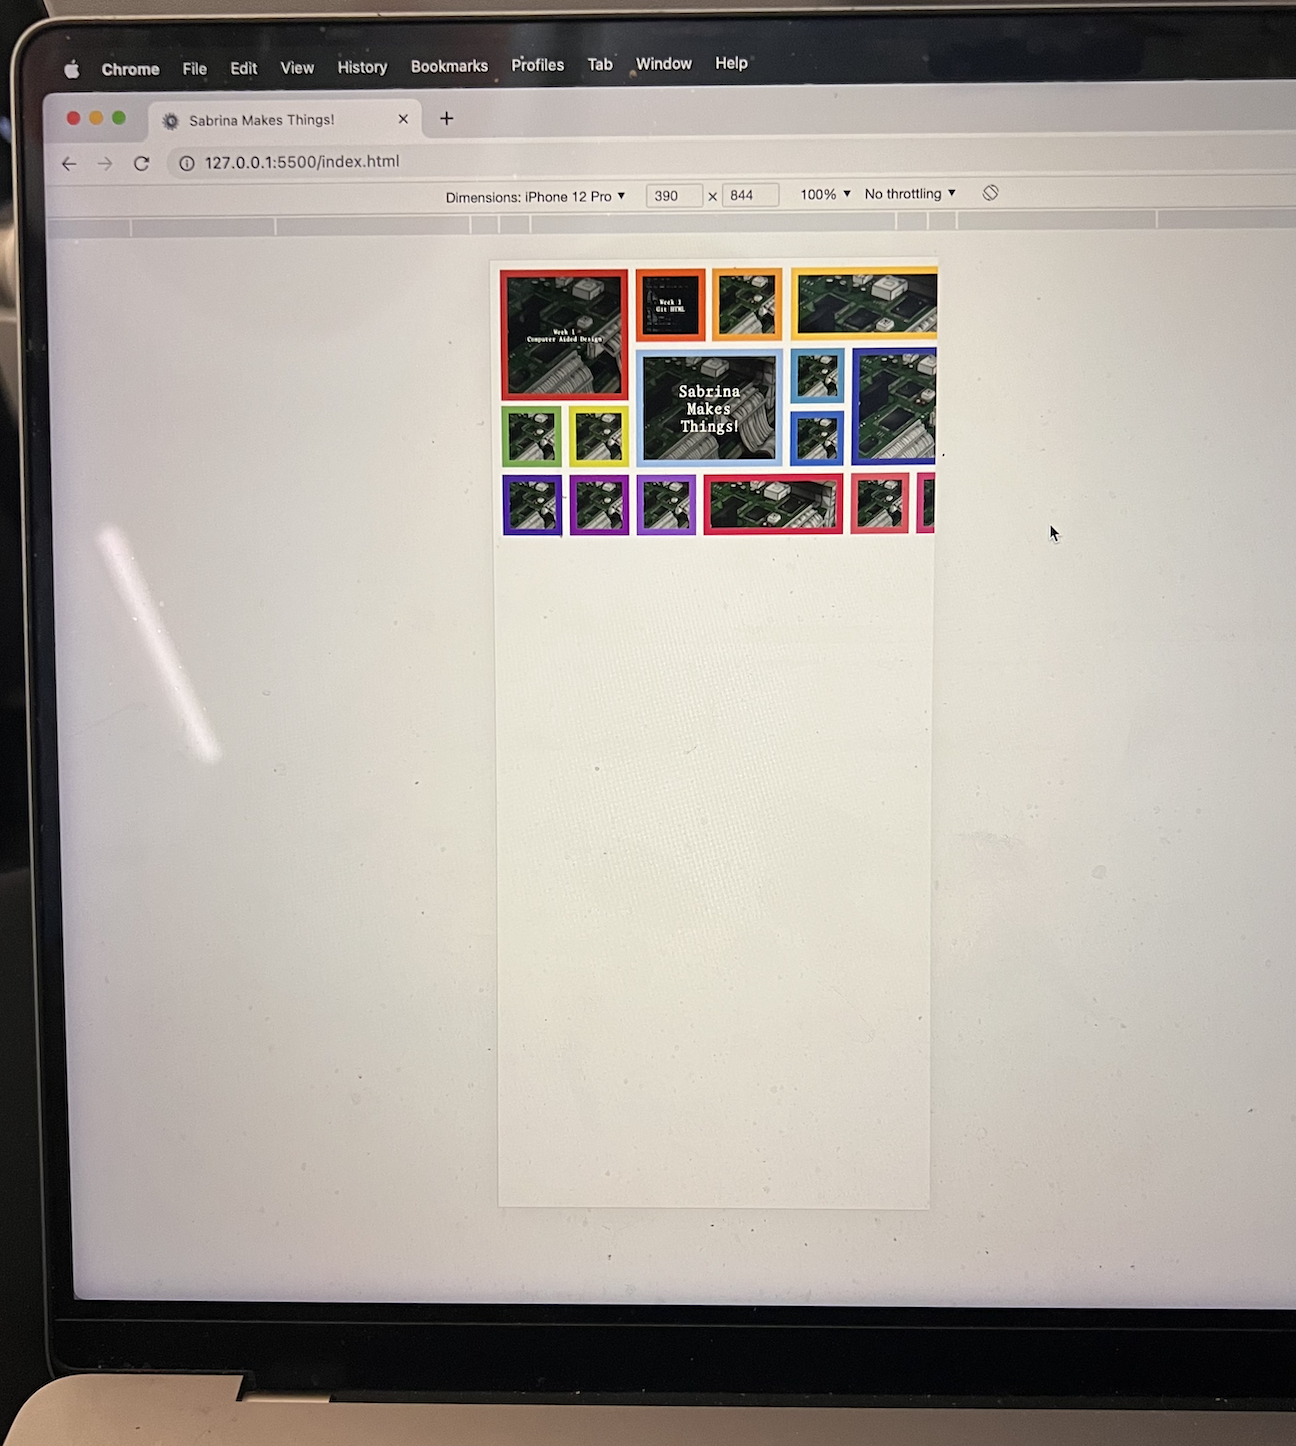 Chrome File Edit View History Bookmarks Profiles Tab Window Help
Sabrina Makes Things!
127.0.0.1:5500/index.html
Dimensions: iPhone 12 Pro 390 × 844 100% No throttling
Week 1 -
Computer Aided Design
Week 3
Git HTML
Sabrina
Makes
Things!